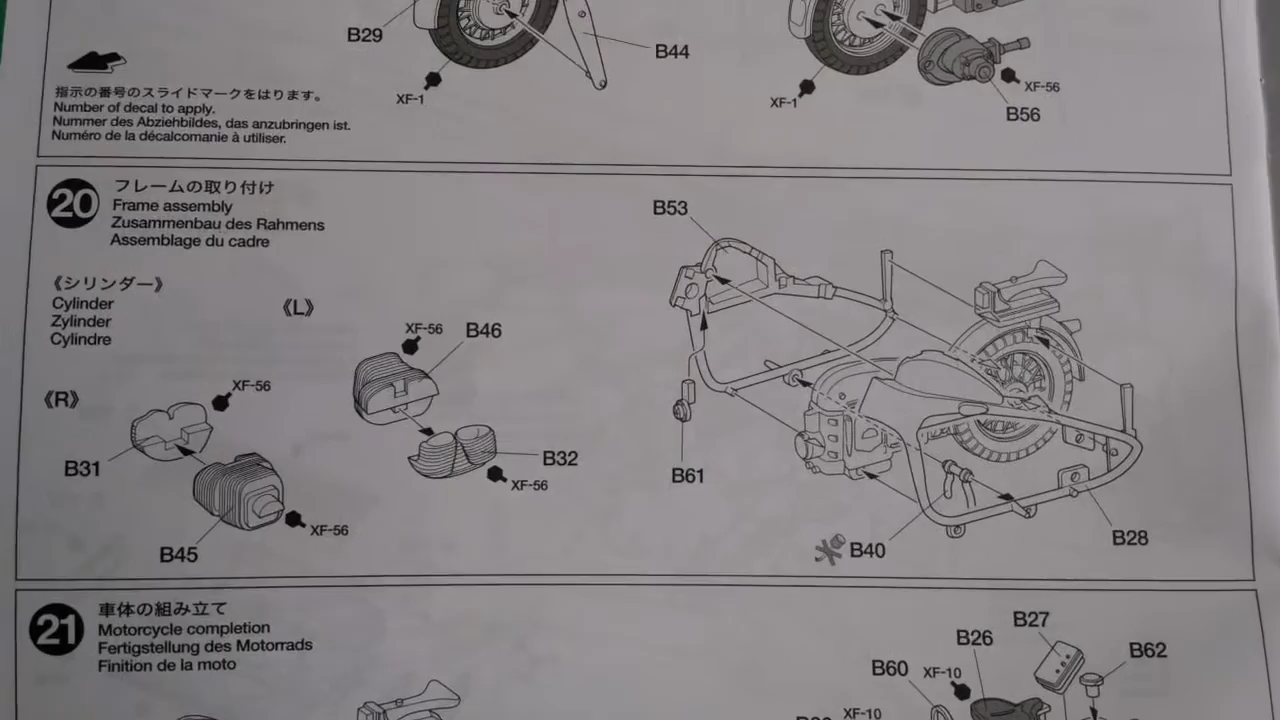 B29
B44
XF-1
XF-1
XF-56
B56
指示の番号のスライドマークをはります。
Number of decal to apply.
Nummer des Abziehbildes, das anzubringen ist.
Numéro de la décalcomanie à utiliser.
20
フレームの取り付け
Frame assembly
Zusammenbau des Rahmens
Assemblage du cadre
《シリンダー》
Cylinder
Zylinder
Cylindre
《L》
XF-56
B46
《R》
XF-56
B31
B32
XF-56
XF-56
B45
B53
B61
B40
B28
21
車体の組み立て
Motorcycle completion
Fertigstellung des Motorrads
Finition de la moto
B27
B26
B62
B60
XF-10
XF-10